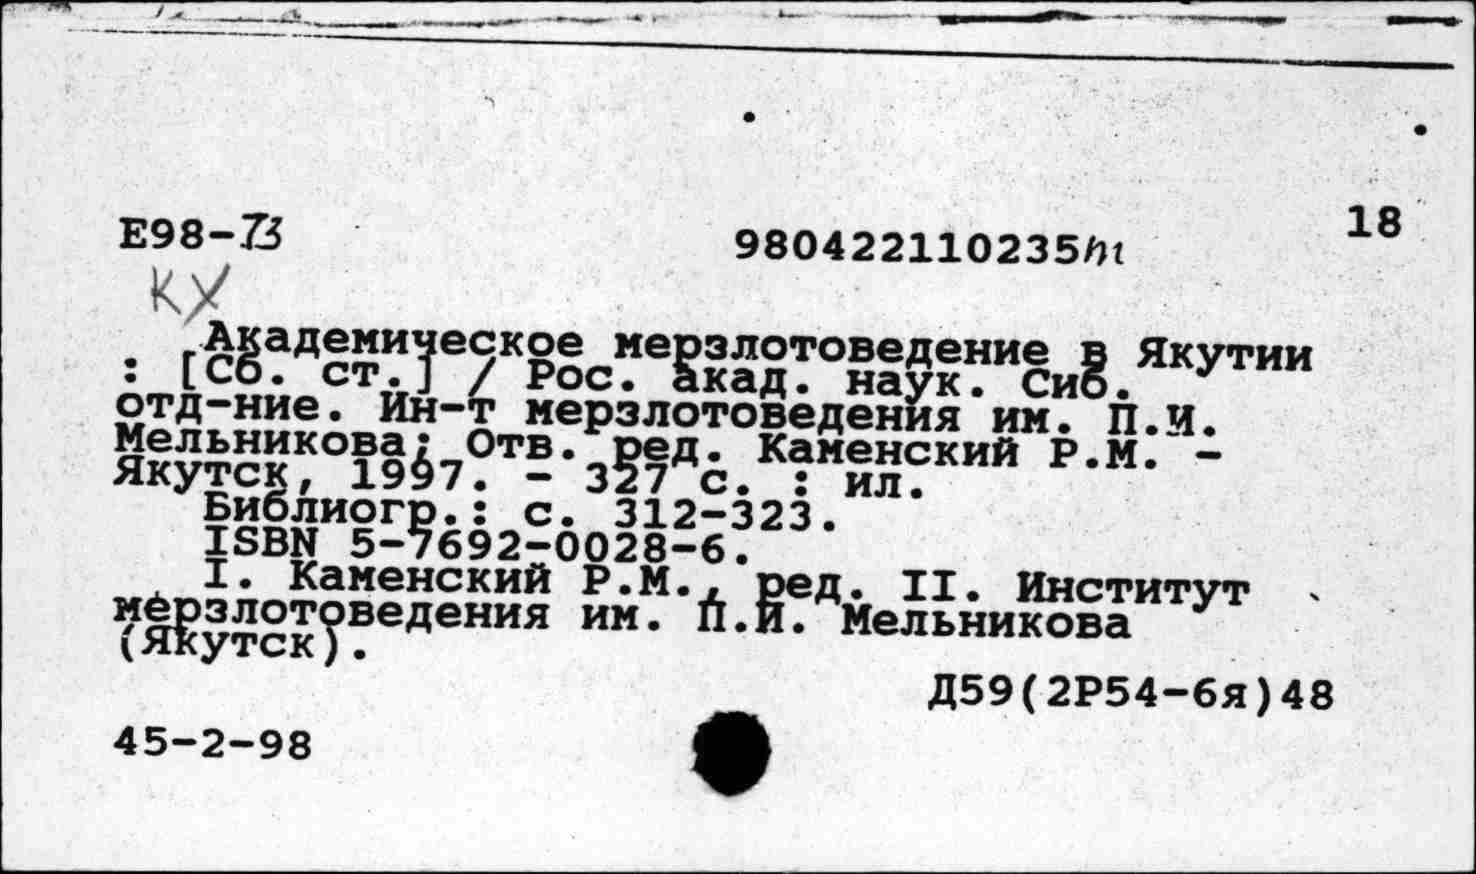 18
Е98-73
980422110235m
КХ
Академическое мерзлотоведение в Якутии
: [Сб. ст.] / Рос. акад. наук. Сиб.
отд-ние. Ин-т мерзлотоведения им. П.И.
Мельникова; Отв. ред. Каменский Р.М. -
Якутск, 1997. - 327 с. : ил.
Библиогр.: с. 312-323.
ISBN 5-7692-0028-6.
I. Каменский Р.М., ред. II. Институт
мерзлотоведения им. П.И. Мельникова
(Якутск).
Д59(2Р54-6я)48
45-2-98